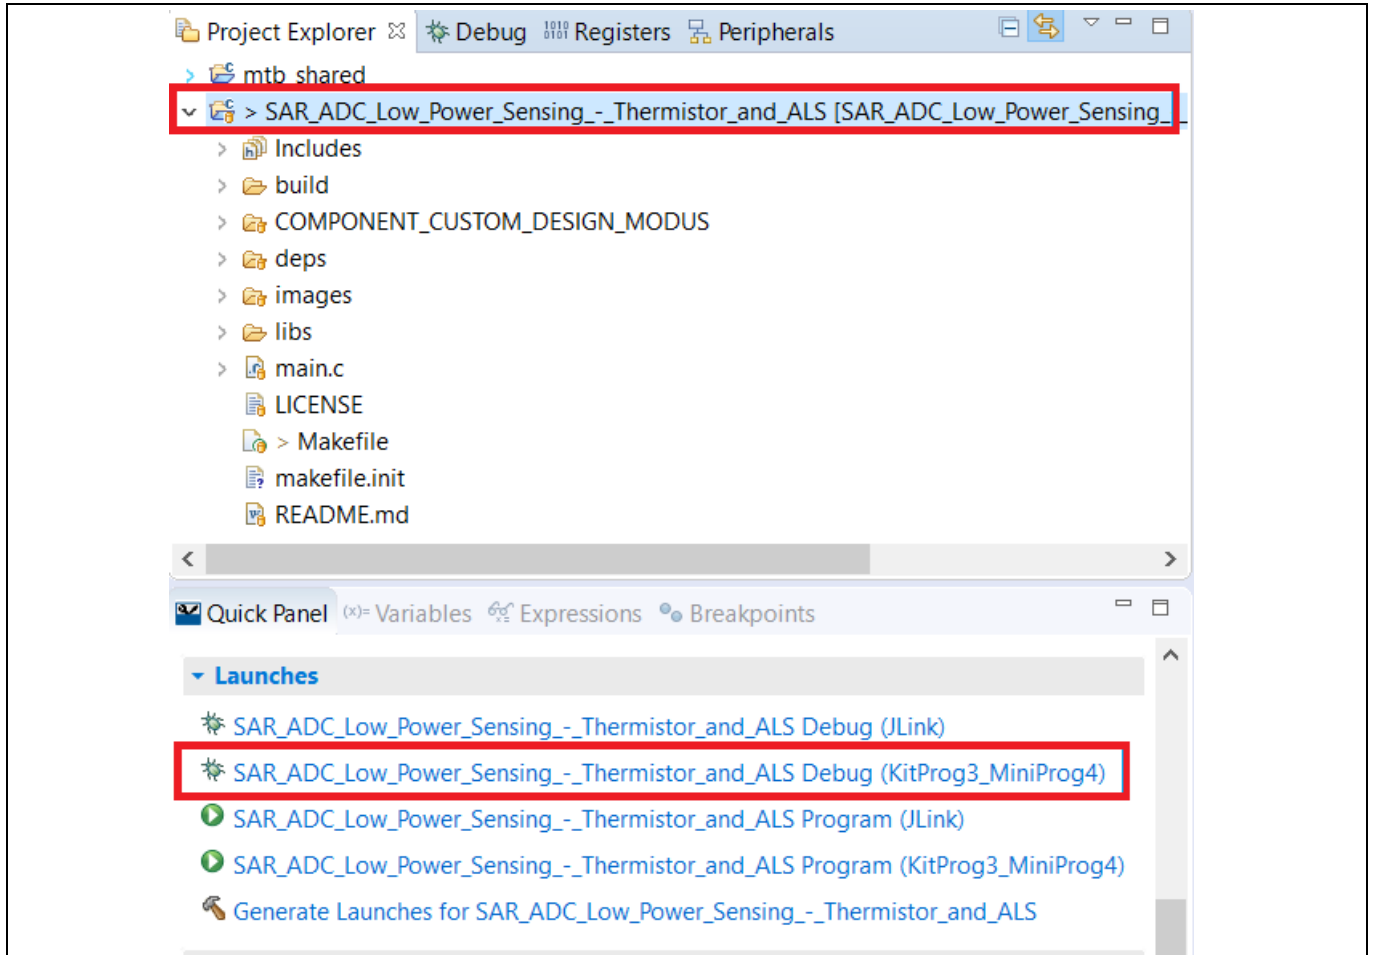 Project Explorer Debug Registers Peripherals
mtb_shared
> SAR_ADC_Low_Power_Sensing_-_Thermistor_and_ALS [SAR_ADC_Low_Power_Sensing_-_
Includes
build
COMPONENT_CUSTOM_DESIGN_MODUS
deps
images
libs
main.c
LICENSE
> Makefile
makefile.init
README.md
Quick Panel (x)= Variables Expressions Breakpoints
Launches
SAR_ADC_Low_Power_Sensing_-_Thermistor_and_ALS Debug (JLink)
SAR_ADC_Low_Power_Sensing_-_Thermistor_and_ALS Debug (KitProg3_MiniProg4)
SAR_ADC_Low_Power_Sensing_-_Thermistor_and_ALS Program (JLink)
SAR_ADC_Low_Power_Sensing_-_Thermistor_and_ALS Program (KitProg3_MiniProg4)
Generate Launches for SAR_ADC_Low_Power_Sensing_-_Thermistor_and_ALS